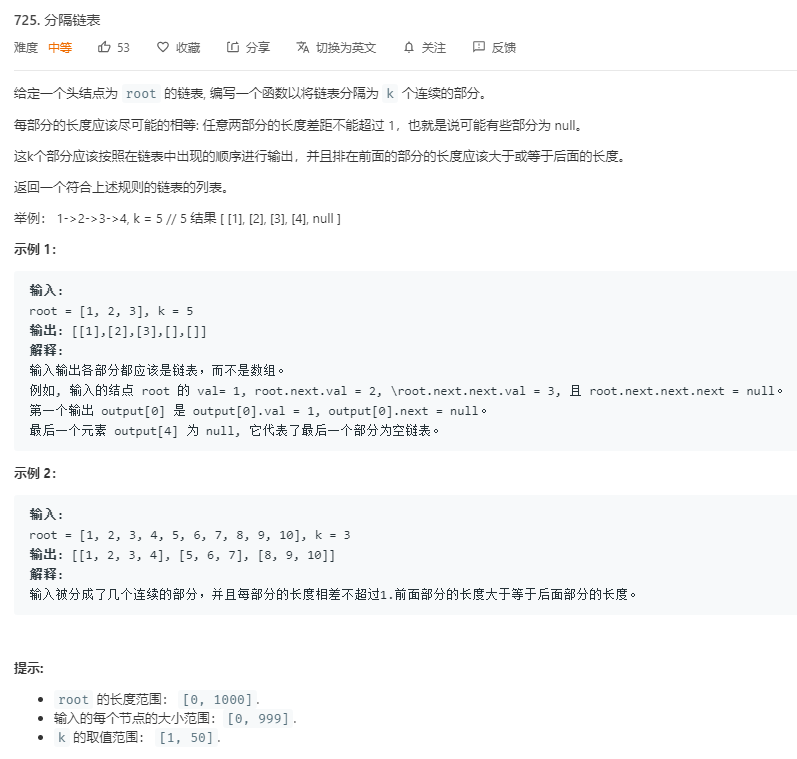 725. 分隔链表
难度 中等 53 收藏 分享 切换为英文 关注 反馈
给定一个头结点为 root 的链表, 编写一个函数以将链表分隔为 k 个连续的部分。
每部分的长度应该尽可能的相等: 任意两部分的长度差距不能超过 1，也就是说可能有些部分为 null。
这k个部分应该按照在链表中出现的顺序进行输出，并且排在前面的部分的长度应该大于或等于后面的长度。
返回一个符合上述规则的链表的列表。
举例： 1->2->3->4, k = 5 // 5 结果 [ [1], [2], [3], [4], null ]
示例 1：
输入:
root = [1, 2, 3], k = 5
输出: [[1],[2],[3],[],[]]
解释:
输入输出各部分都应该是链表，而不是数组。
例如, 输入的结点 root 的 val= 1, root.next.val = 2, \root.next.next.val = 3, 且 root.next.next.next = null。
第一个输出 output[0] 是 output[0].val = 1, output[0].next = null。
最后一个元素 output[4] 为 null, 它代表了最后一个部分为空链表。
示例 2：
输入:
root = [1, 2, 3, 4, 5, 6, 7, 8, 9, 10], k = 3
输出: [[1, 2, 3, 4], [5, 6, 7], [8, 9, 10]]
解释:
输入被分成了几个连续的部分，并且每部分的长度相差不超过1.前面部分的长度大于等于后面部分的长度。
提示:
root 的长度范围： [0, 1000].
输入的每个节点的大小范围：[0, 999].
k 的取值范围： [1, 50].